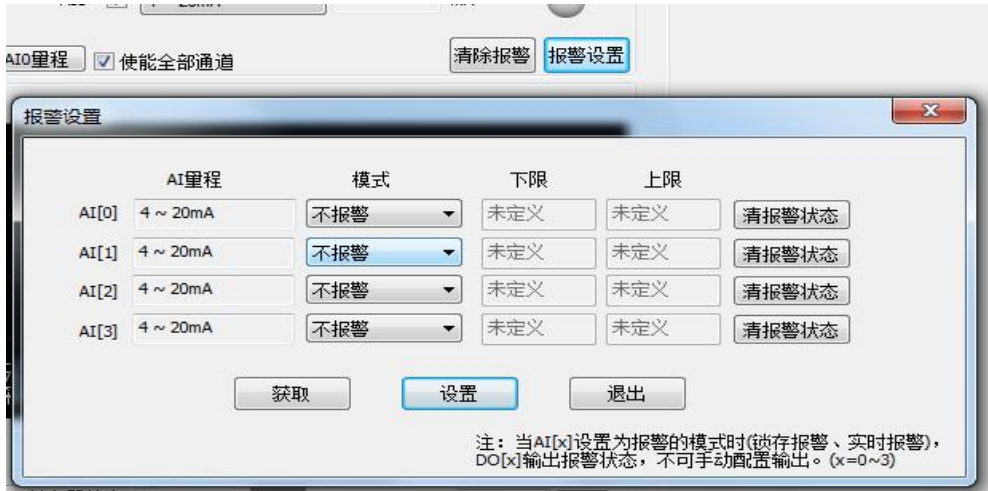 AI0量程 使能全部通道 清除报警 报警设置
报警设置
AI量程 模式 下限 上限
AI[0] 4 ~ 20mA 不报警 未定义 未定义 清报警状态
AI[1] 4 ~ 20mA 不报警 未定义 未定义 清报警状态
AI[2] 4 ~ 20mA 不报警 未定义 未定义 清报警状态
AI[3] 4 ~ 20mA 不报警 未定义 未定义 清报警状态
获取 设置 退出
注：当AI[x]设置为报警的模式时(锁存报警、实时报警)，
DO[x]输出报警状态，不可手动配置输出。(x=0~3)